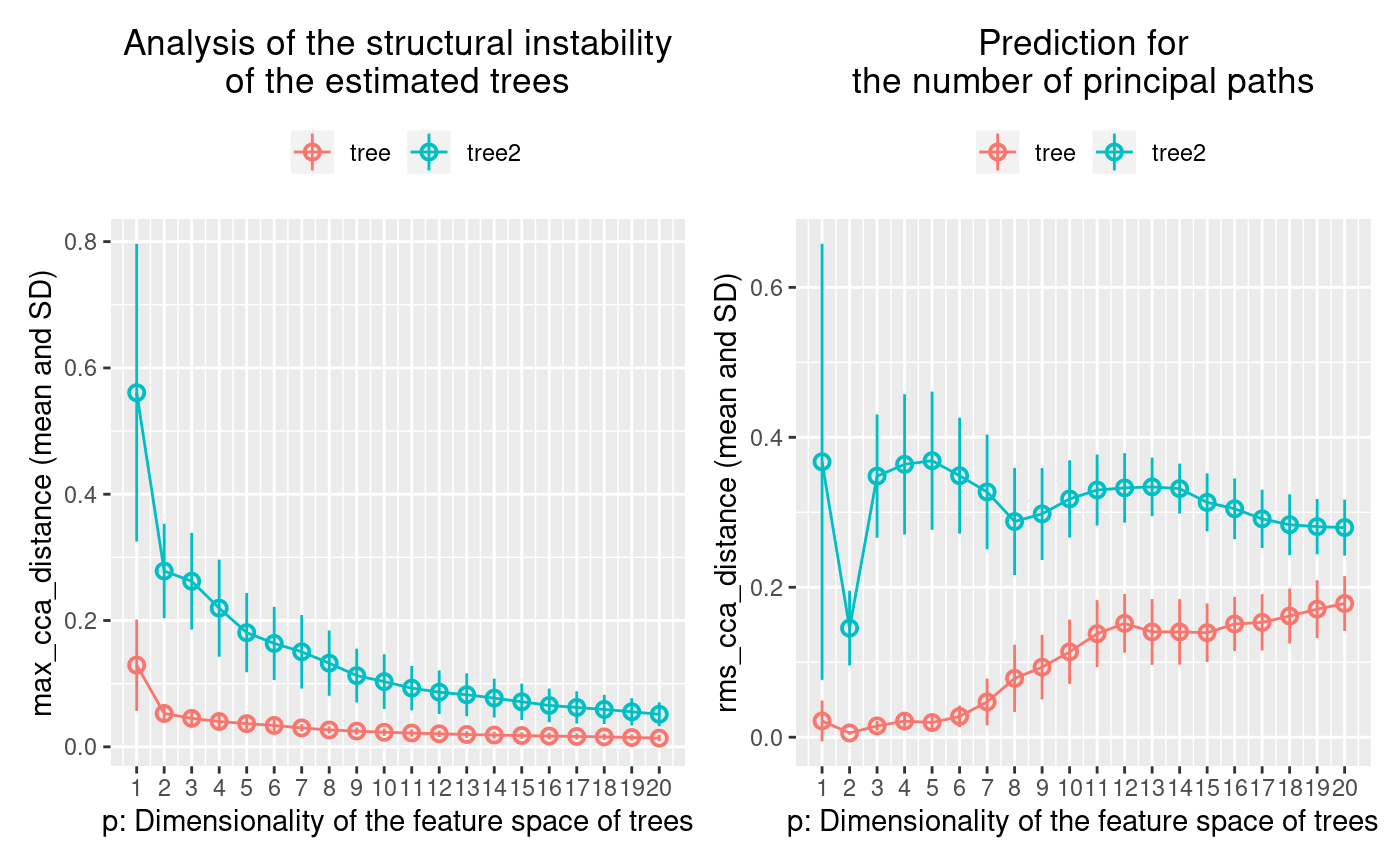 Analysis of the structural instability
of the estimated trees
tree tree2
max_cca_distance (mean and SD)
0.8
0.6
0.4
0.2
0.0
1 2 3 4 5 6 7 8 9 10 11 12 13 14 15 16 17 18 19 20
p: Dimensionality of the feature space of trees
Prediction for
the number of principal paths
tree tree2
rms_cca_distance (mean and SD)
0.6
0.4
0.2
0.0
1 2 3 4 5 6 7 8 9 10 11 12 13 14 15 16 17 18 19 20
p: Dimensionality of the feature space of trees